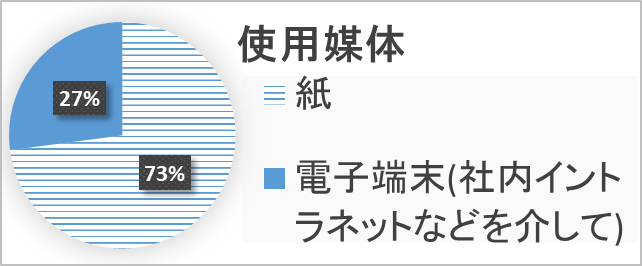 使用媒体
27%
紙
73%
電子端末(社内イント
ラネットなどを介して)